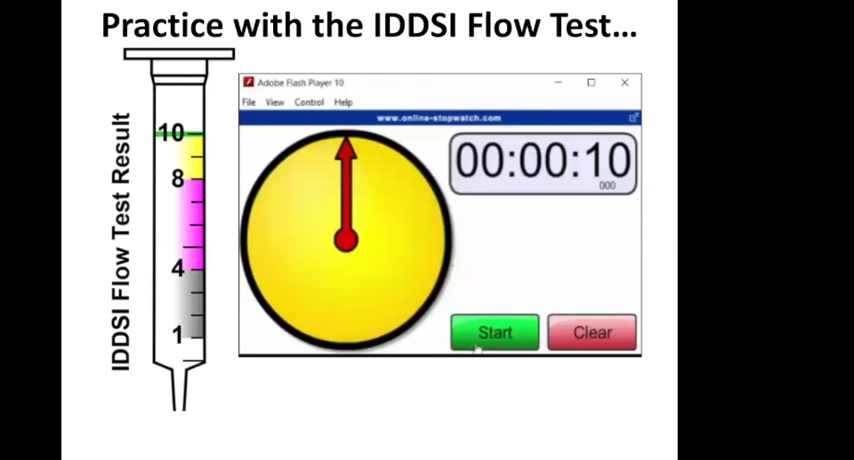 Practice with the IDDSI Flow Test...
IDDSI Flow Test Result
10
8
4
1
Adobe Flash Player 10
File View Control Help
www.online-stopwatch.com
00:00:10
000
Start Clear